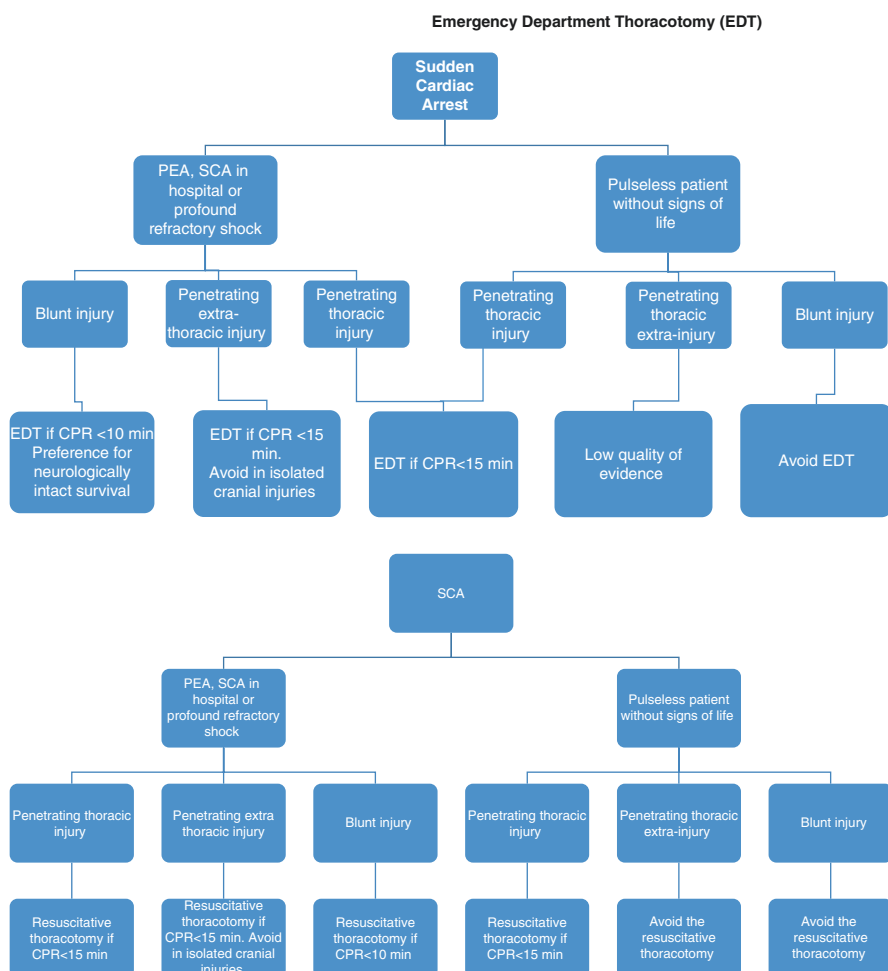 Emergency Department Thoracotomy (EDT)
Sudden
Cardiac
Arrest
PEA, SCA in
hospital or
profound
refractory shock
Pulseless patient
without signs of
life
Blunt injury
Penetrating
extra-
thoracic injury
Penetrating
thoracic
injury
Penetrating
thoracic
injury
Penetrating
thoracic
extra-injury
Blunt injury
EDT if CPR <10 min
Preference for
neurologically
intact survival
EDT if CPR <15
min.
Avoid in isolated
cranial injuries
EDT if CPR<15 min
Low quality of
evidence
Avoid EDT
SCA
PEA, SCA in
hospital or
profound refractory
shock
Pulseless patient
without signs of life
Penetrating thoracic
injury
Penetrating extra
thoracic injury
Blunt injury
Penetrating thoracic
injury
Penetrating thoracic
extra-injury
Blunt injury
Resuscitative
thoracotomy if
CPR<15 min
Resuscitative
thoracotomy if
CPR<15 min. Avoid
in isolated cranial
injuries
Resuscitative
thoracotomy if
CPR<10 min
Resuscitative
thoracotomy if
CPR<15 min
Avoid the
resuscitative
thoracotomy
Avoid the
resuscitative
thoracotomy